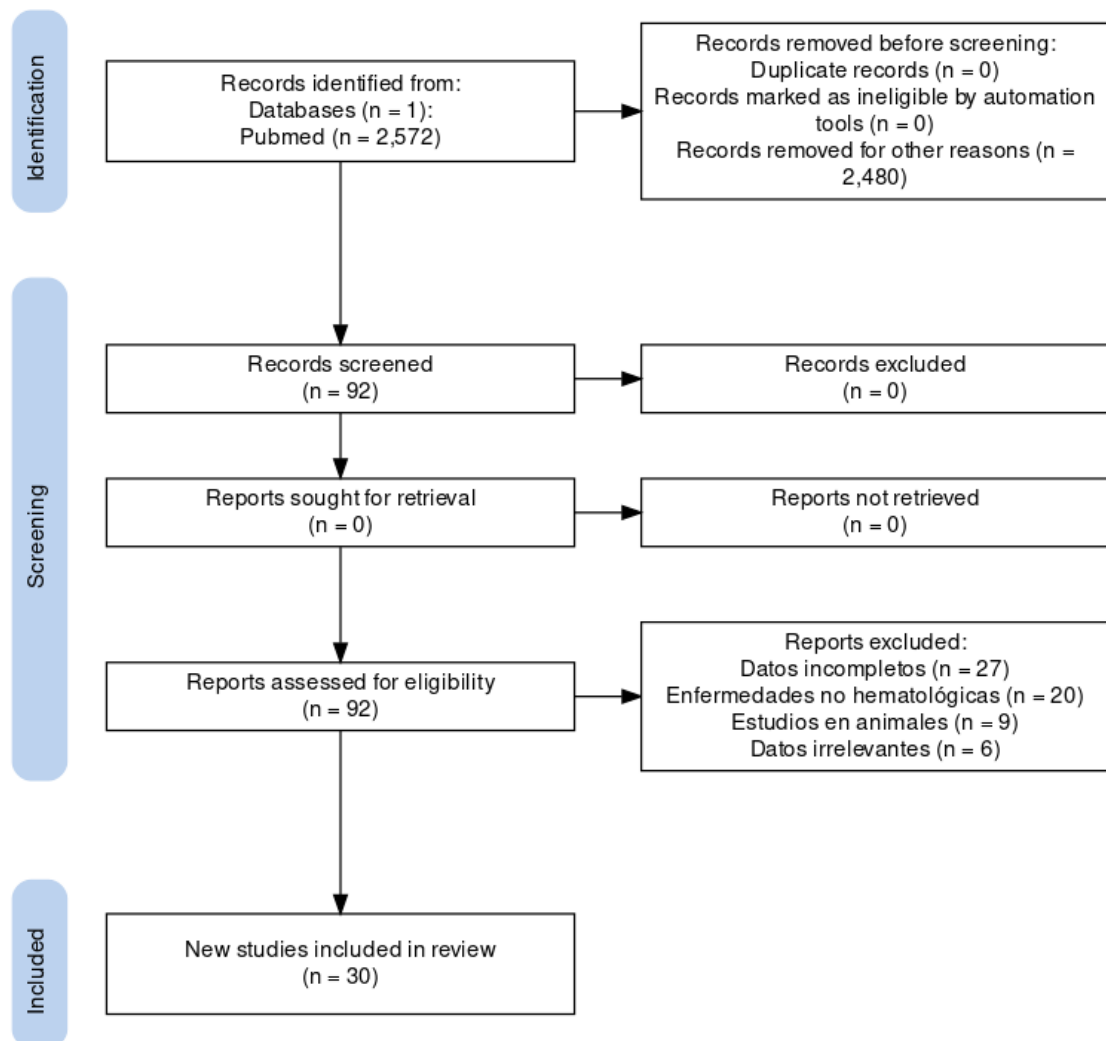 Identification
Records identified from:
Databases (n = 1):
Pubmed (n = 2,572)
Records removed before screening:
Duplicate records (n = 0)
Records marked as ineligible by automation
tools (n = 0)
Records removed for other reasons (n =
2,480)
Screening
Records screened
(n = 92)
Records excluded
(n = 0)
Reports sought for retrieval
(n = 0)
Reports not retrieved
(n = 0)
Reports assessed for eligibility
(n = 92)
Reports excluded:
Datos incompletos (n = 27)
Enfermedades no hematológicas (n = 20)
Estudios en animales (n = 9)
Datos irrelevantes (n = 6)
Included
New studies included in review
(n = 30)